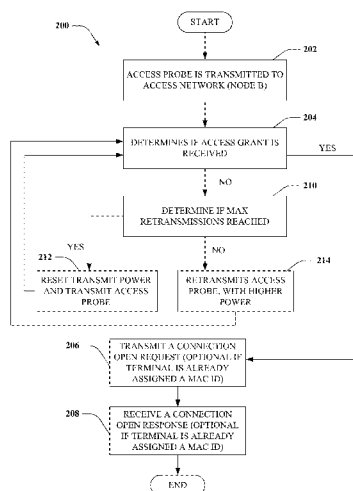 START
200
202
ACCESS PROBE IS TRANSMITTED TO
ACCESS NETWORK (NODE B)
204
DETERMINES IF ACCESS GRANT IS
RECEIVED
YES
NO
210
DETERMINE IF MAX
RETRANSMISSIONS REACHED
YES
NO
212
214
RESET TRANSMIT POWER
AND TRANSMIT ACCESS
PROBE
RETRANSMITS ACCESS
PROBE, WITH HIGHER
POWER
206
TRANSMIT A CONNECTION
OPEN REQUEST (OPTIONAL IF
TERMINAL IS ALREADY
ASSIGNED A MAC ID)
208
RECEIVE A CONNECTION
OPEN RESPONSE (OPTIONAL
IF TERMINAL IS ALREADY
ASSIGNED A MAC ID)
END